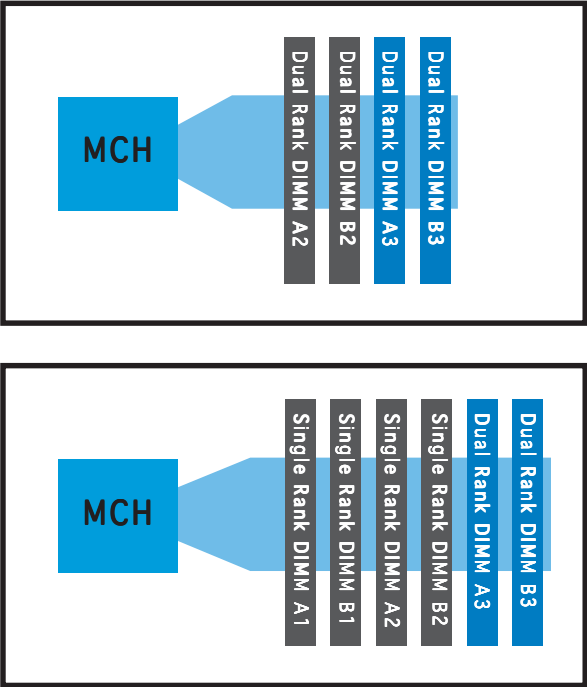 MCH
Dual Rank DIMM A2
Dual Rank DIMM B2
Dual Rank DIMM A3
Dual Rank DIMM B3
MCH
Single Rank DIMM A1
Single Rank DIMM B1
Single Rank DIMM A2
Single Rank DIMM B2
Dual Rank DIMM A3
Dual Rank DIMM B3